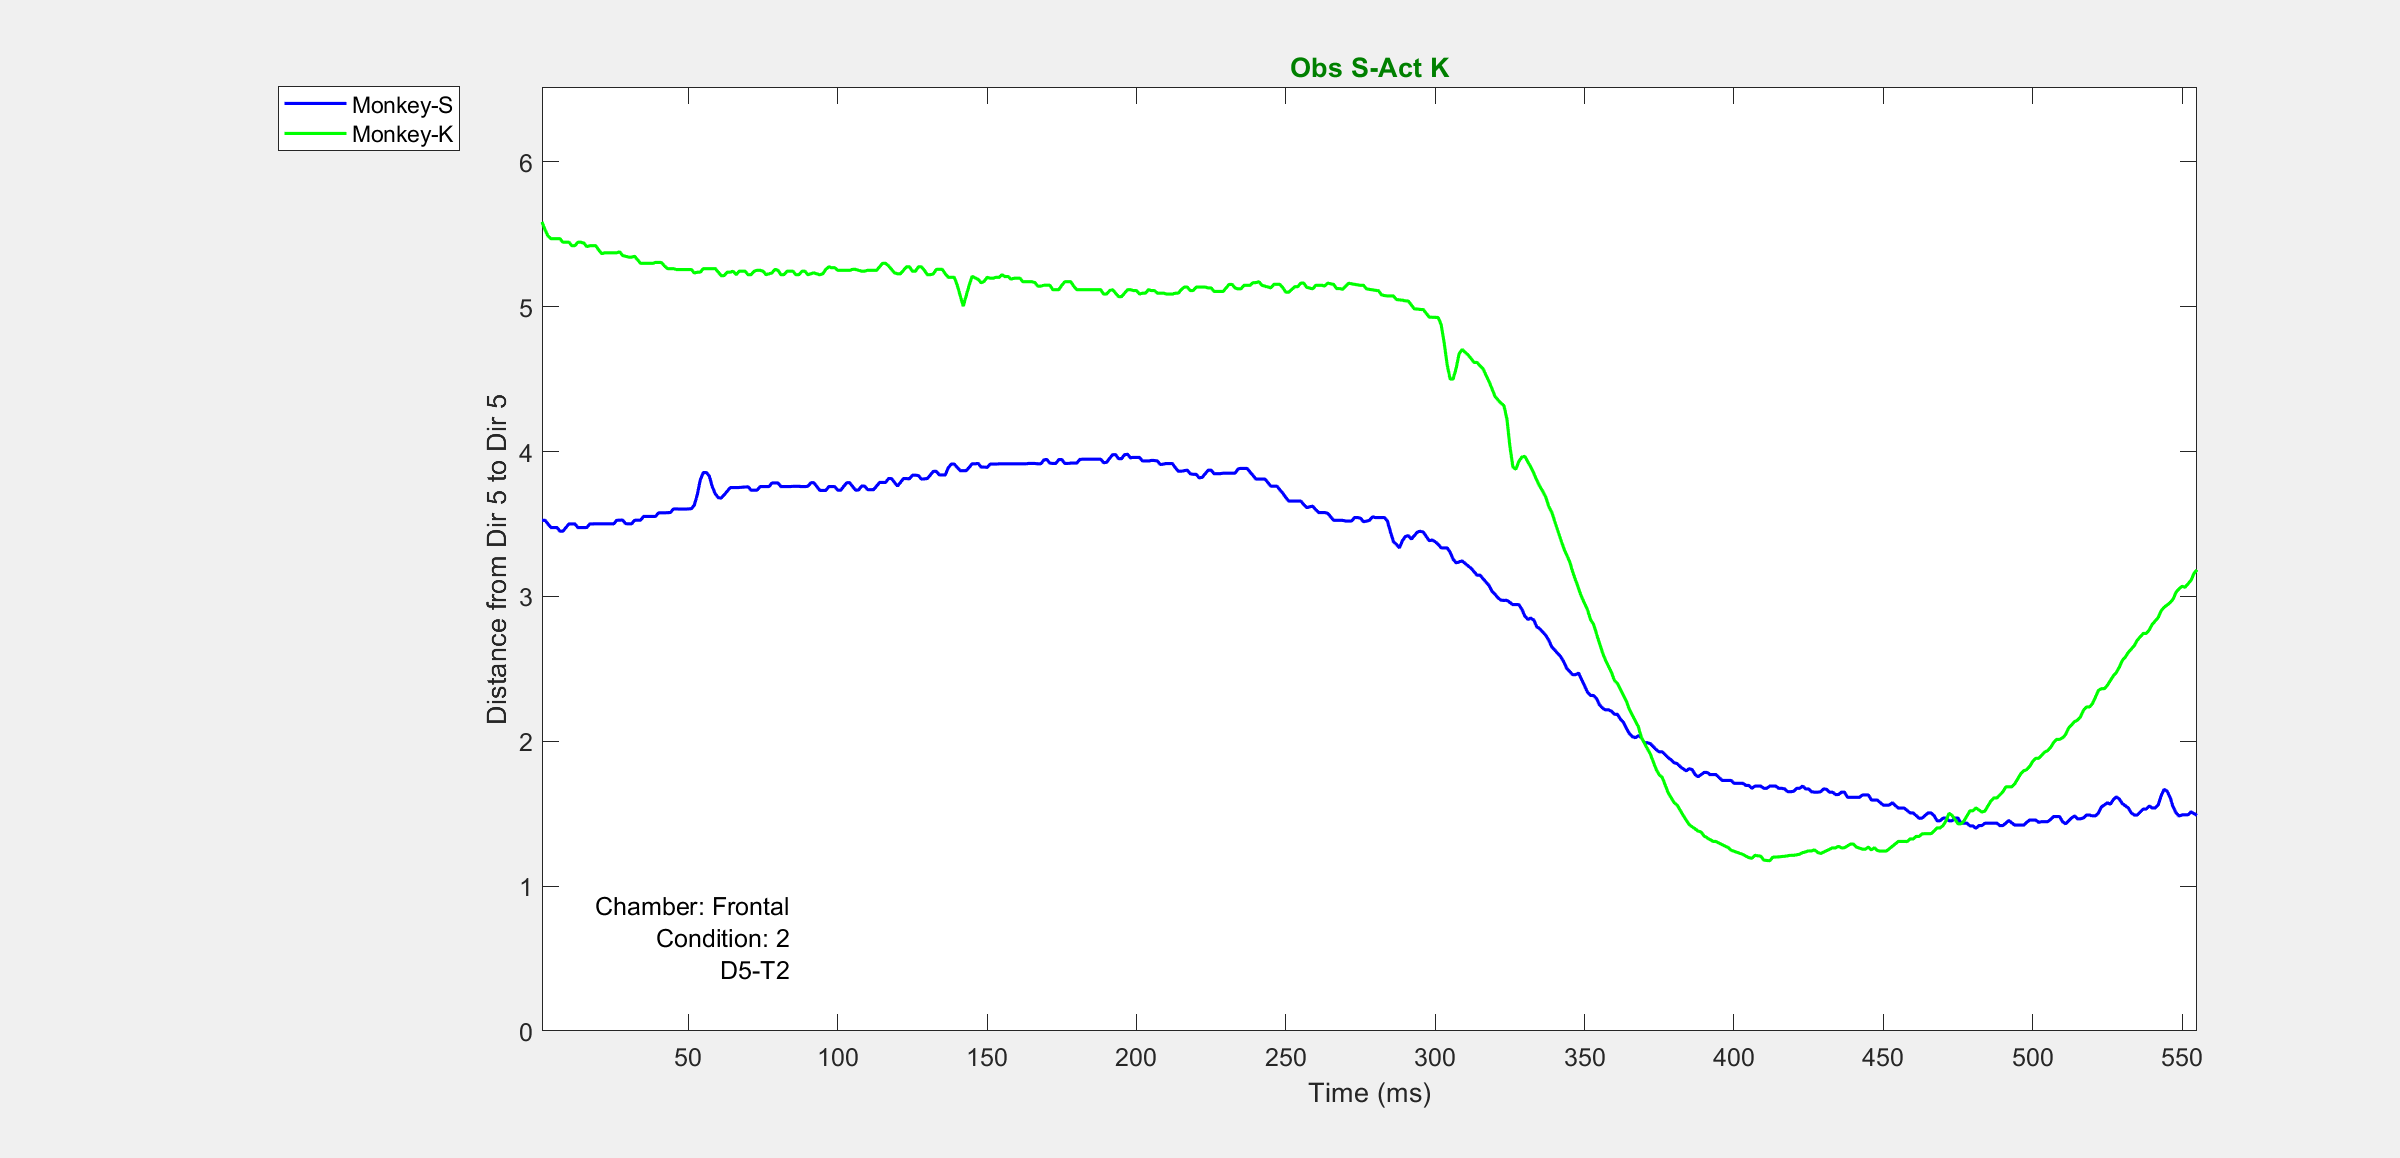 Obs S-Act K
Monkey-S
Monkey-K
Distance from Dir 5 to Dir 5
6
5
4
3
2
1
0
Chamber: Frontal
Condition: 2
D5-T2
50 100 150 200 250 300 350 400 450 500 550
Time (ms)